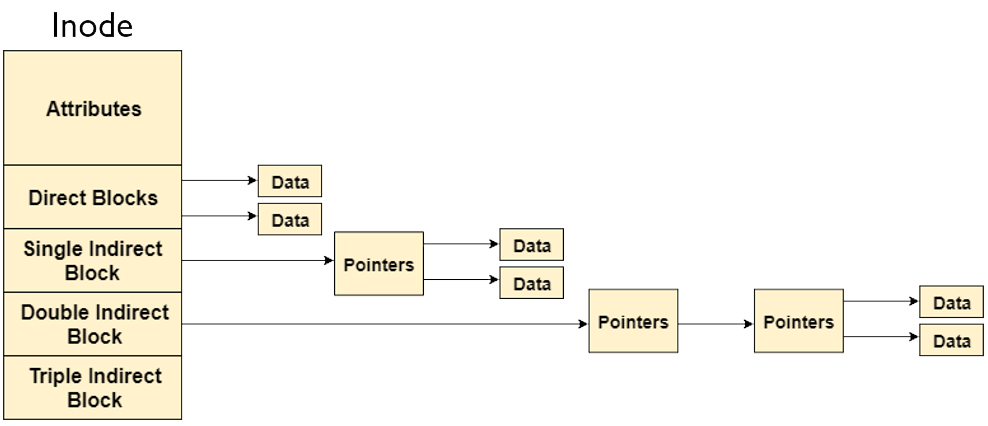 Inode
Attributes
Direct Blocks
Data
Data
Single Indirect
Block
Pointers
Data
Data
Double Indirect
Block
Pointers
Pointers
Data
Data
Triple Indirect
Block